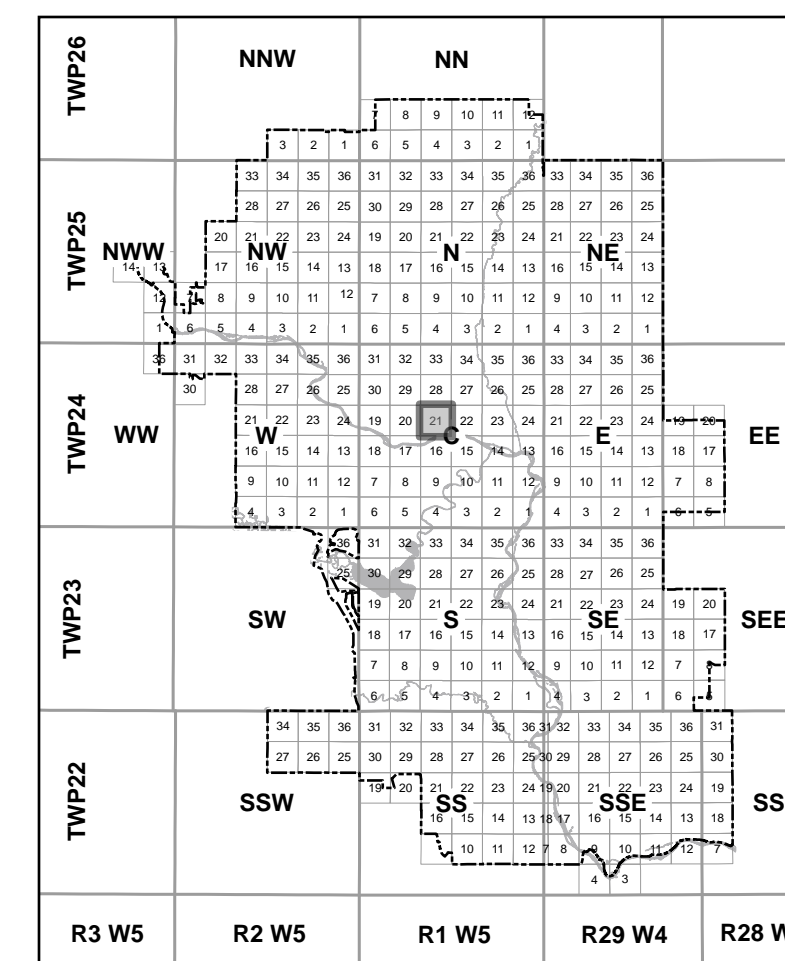 TWP26 NNW NN
7 8 9 10 11 12
3 2 1 6 5 4 3 2 1
33 34 35 36 31 32 33 34 35 36 33 34 35 36
28 27 26 25 30 29 28 27 26 25 28 27 26 25
20 21 22 23 24 19 20 21 22 23 24 21 22 23 24
TWP25 NWW NW N NE
14 13 17 16 15 14 13 18 17 16 15 14 13 16 15 14 13
12 7 8 9 10 11 12 7 8 9 10 11 12 9 10 11 12
1 6 5 4 3 2 1 6 5 4 3 2 1 4 3 2 1
36 31 32 33 34 35 36 31 32 33 34 35 36 33 34 35 36
30 28 27 26 25 30 29 28 27 26 25 28 27 26 25
21 22 23 24 19 20 21 22 23 24 21 22 23 24 19 20
TWP24 WW W C E EE
16 15 14 13 18 17 16 15 14 13 16 15 14 13 18 17
9 10 11 12 7 8 9 10 11 12 9 10 11 12 7 8
4 3 2 1 6 5 4 3 2 1 4 3 2 1 6 5
36 31 32 33 34 35 36 33 34 35 36
25 30 29 28 27 26 25 28 27 26 25
19 20 21 22 23 24 21 22 23 24 19 20
TWP23 SW S SE SEE
18 17 16 15 14 13 16 15 14 13 18 17
7 8 9 10 11 12 9 10 11 12 7 8
6 5 4 3 2 1 4 3 2 1 6 5
34 35 36 31 32 33 34 35 36 31 32 33 34 35 36 31
27 26 25 30 29 28 27 26 25 30 29 28 27 26 25 30
19 20 21 22 23 24 19 20 21 22 23 24 19
TWP22 SSW SS SSE SS
16 15 14 13 18 17 16 15 14 13 18
10 11 12 7 8 9 10 11 12 7
4 3
R3 W5 R2 W5 R1 W5 R29 W4 R28 W